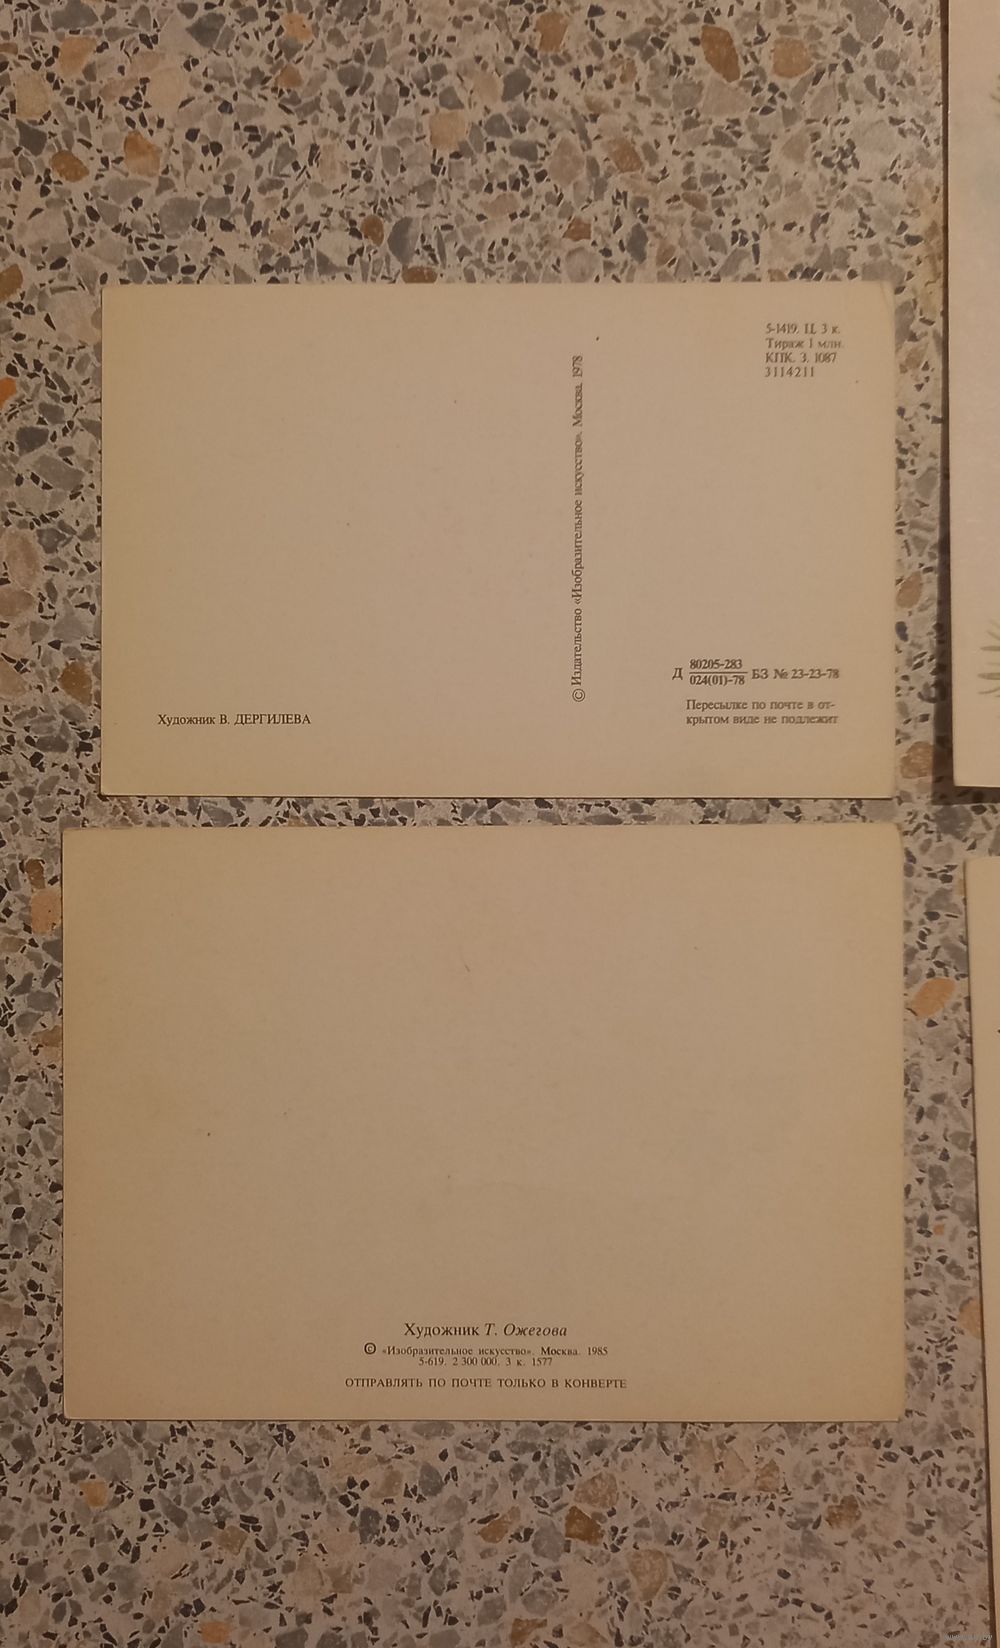 5-1419. Ц. 3 к.
Тираж 1 млн.
КПК. З. 1087
3114211
© Издательство «Изобразительное искусство». Москва. 1978
Д 80205-283
024(01)-78 БЗ № 23-23-78
Пересылке по почте в от-
крытом виде не подлежит
Художник В. ДЕРГИЛЕВА
Художник Т. Ожегова
© «Изобразительное искусство». Москва. 1985
5-619. 2 300 000. 3 к. 1577
ОТПРАВЛЯТЬ ПО ПОЧТЕ ТОЛЬКО В КОНВЕРТЕ